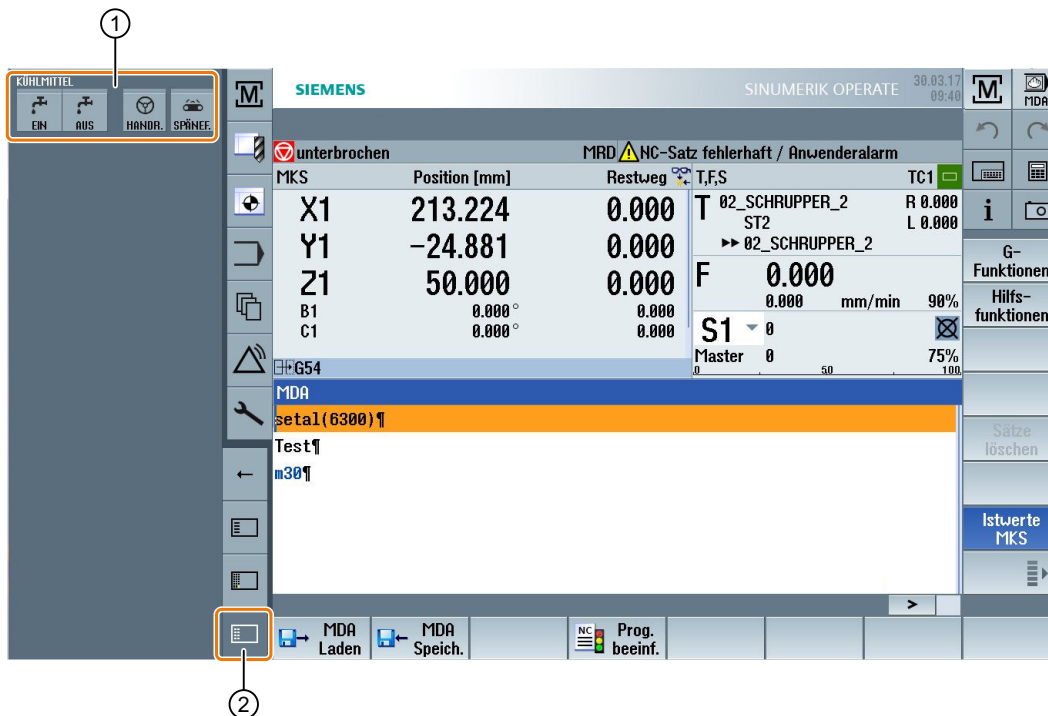 1
KÜHLMITTEL
EIN AUS HANDR. SPÄNEF.
M
SIEMENS
SINUMERIK OPERATE
30.03.17
09:40
M
MDA
unterbrochen
MRD NC-Satz fehlerhaft / Anwenderalarm
MKS Position [mm] Restweg
X1 213.224 0.000
Y1 -24.881 0.000
Z1 50.000 0.000
B1 0.000° 0.000
C1 0.000° 0.000
G54
T,F,S TC1
T 02_SCHRUPPER_2 R 0.000
ST2 L 0.000
02_SCHRUPPER_2
F 0.000
0.000 mm/min 90%
S1 0
Master 0 75%
0 50 100
i
G-
Funktionen
Hilfs-
funktionen
Sätze
löschen
Istwerte
MKS
MDA
setal(6300)¶
Test¶
m30¶
>
MDA
Laden
MDA
Speich.
NC
Prog.
beeinf.
2